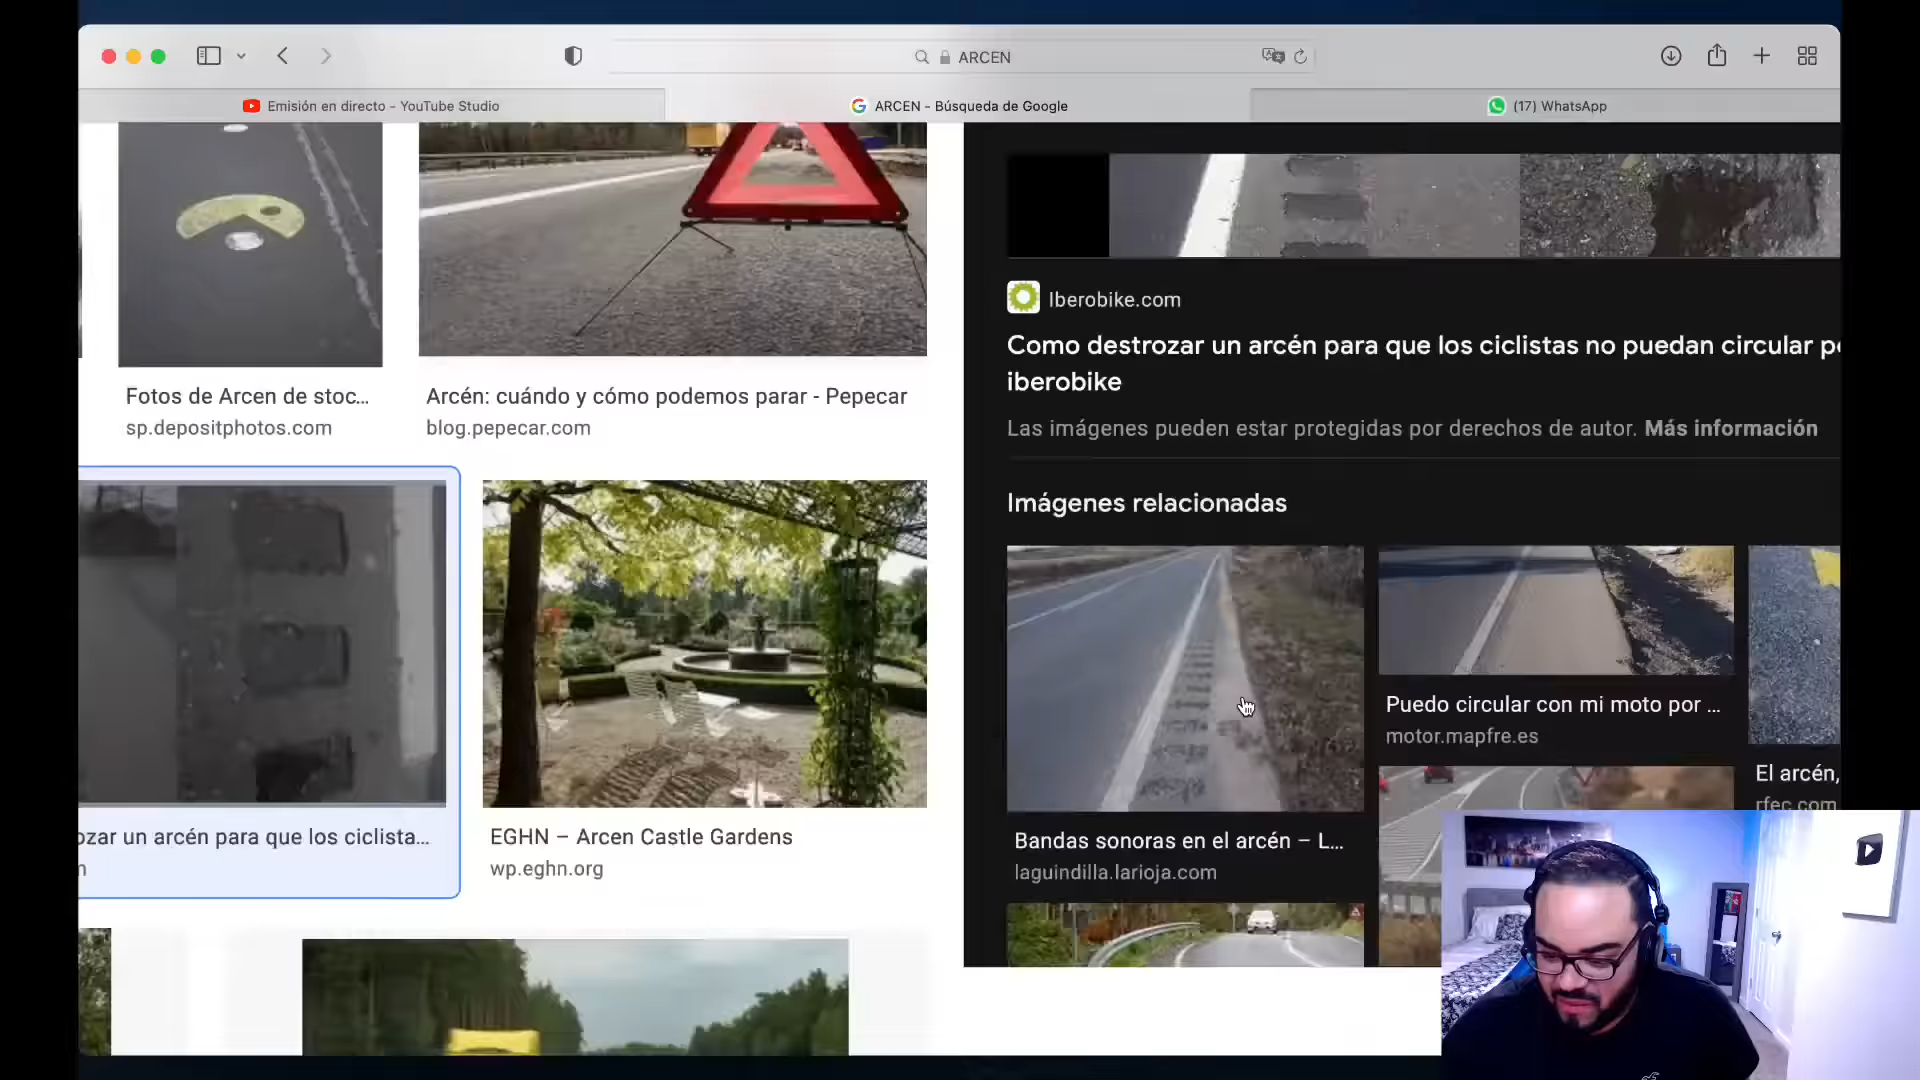 ARCEN
Emisión en directo - YouTube Studio
ARCEN - Búsqueda de Google
(17) WhatsApp
Iberobike.com
Como destrozar un arcén para que los ciclistas no puedan circular
iberobike
Las imágenes pueden estar protegidas por derechos de autor. Más información
Fotos de Arcen de stoc...
sp.depositphotos.com
Arcén: cuándo y cómo podemos parar - Pepecar
blog.pepecar.com
Imágenes relacionadas
Puedo circular con mi moto por ...
motor.mapfre.es
El arcén,
rfec.com
Bandas sonoras en el arcén – L...
laguindilla.larioja.com
ozar un arcén para que los ciclista...
EGHN – Arcen Castle Gardens
wp.eghn.org